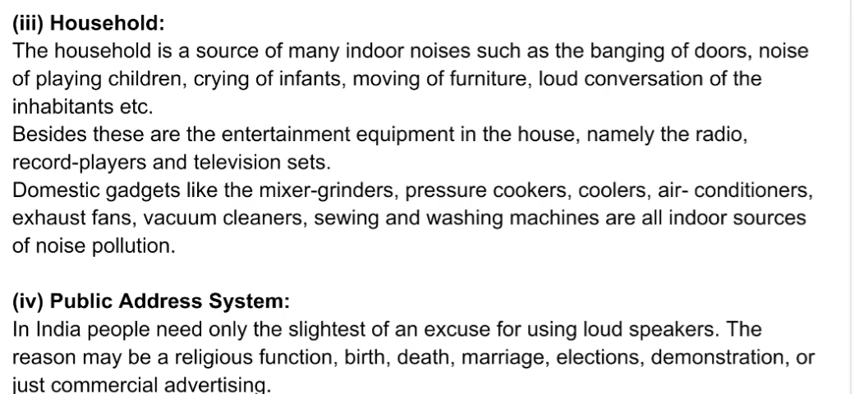 (iii) Household:
The household is a source of many indoor noises such as the banging of doors, noise
of playing children, crying of infants, moving of furniture, loud conversation of the
inhabitants etc.
Besides these are the entertainment equipment in the house, namely the radio,
record-players and television sets.
Domestic gadgets like the mixer-grinders, pressure cookers, coolers, air- conditioners,
exhaust fans, vacuum cleaners, sewing and washing machines are all indoor sources
of noise pollution.
(iv) Public Address System:
In India people need only the slightest of an excuse for using loud speakers. The
reason may be a religious function, birth, death, marriage, elections, demonstration, or
just commercial advertising.